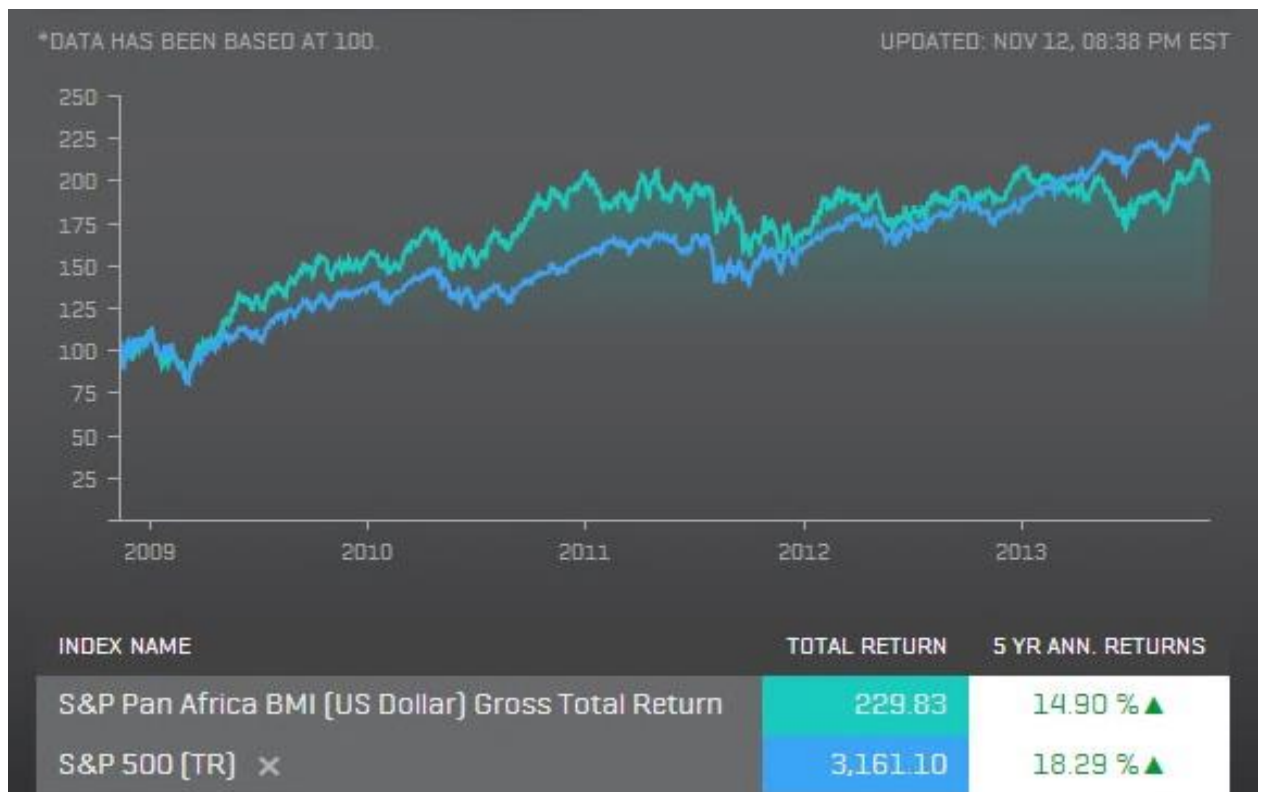 *DATA HAS BEEN BASED AT 100.
UPDATED: NOV 12, 08:38 PM EST
250
225
200
175
150
125
100
75
50
25
2009 2010 2011 2012 2013
INDEX NAME TOTAL RETURN 5 YR ANN. RETURNS
S&P Pan Africa BMI (US Dollar) Gross Total Return 229.83 14.90 %▲
S&P 500 (TR) × 3,161.10 18.29 %▲